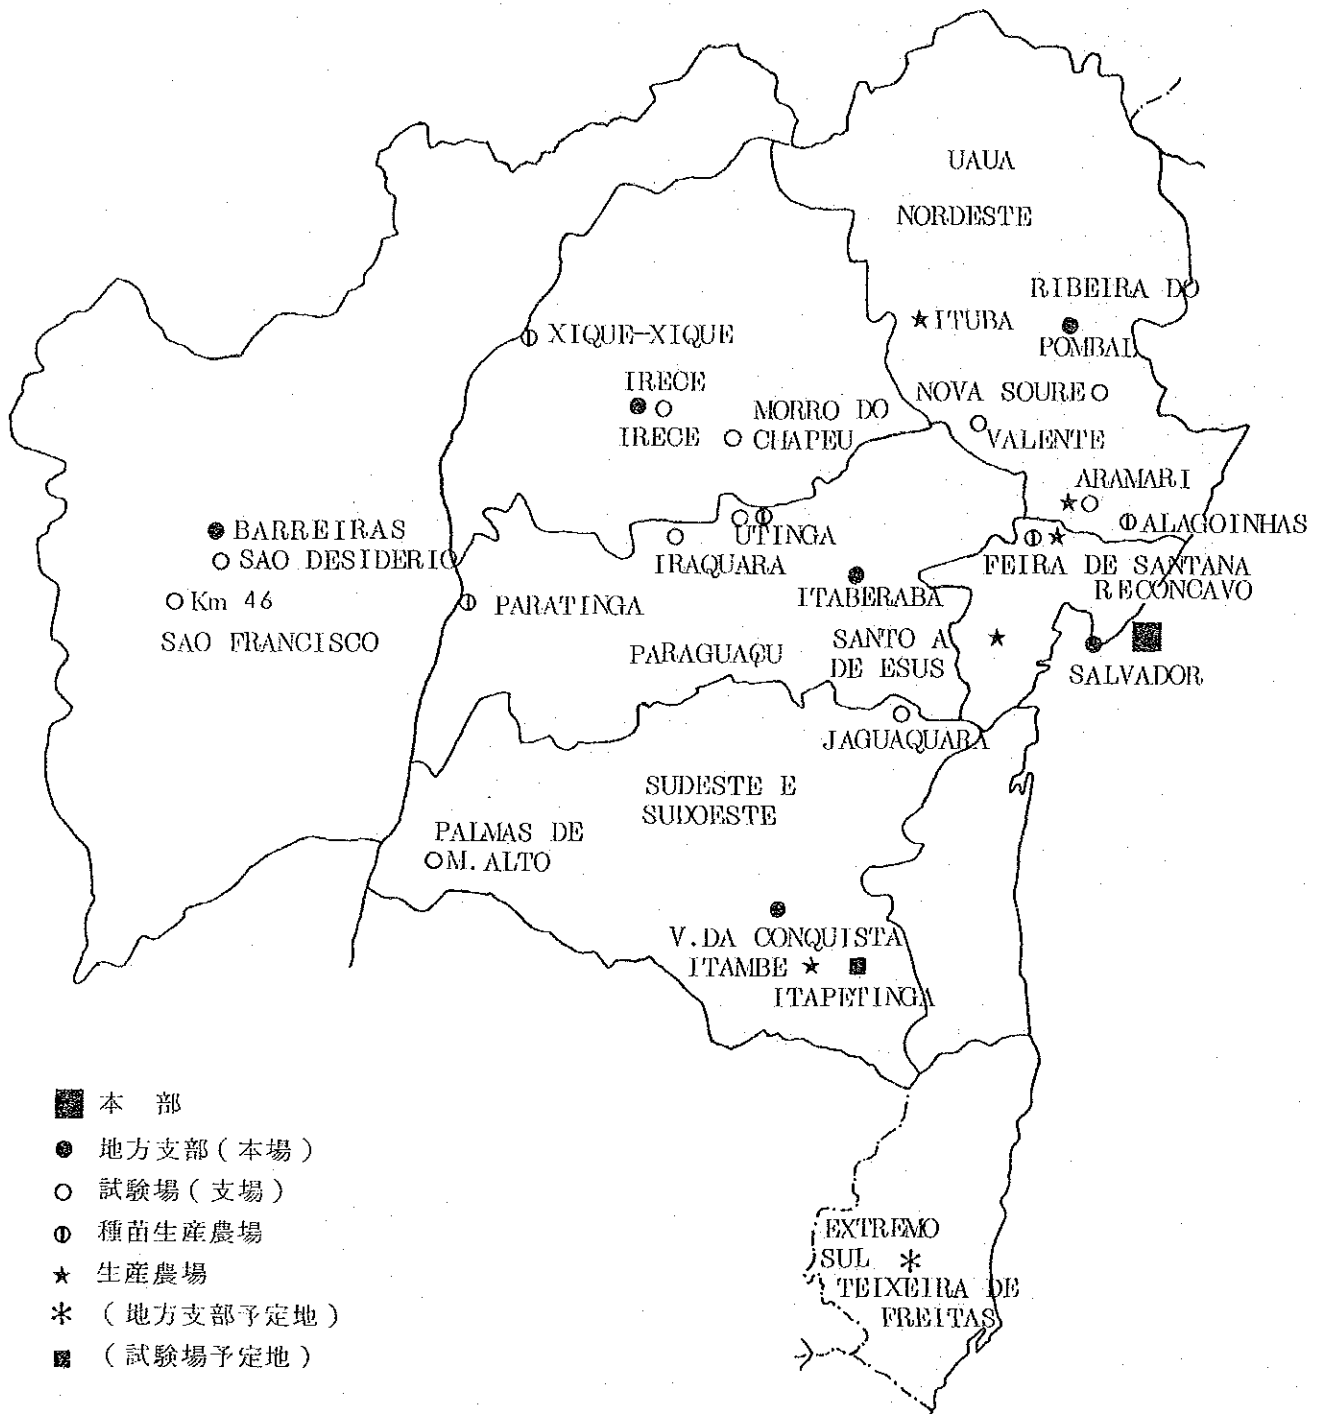 UAUA
NORDESTE
RIBEIRA DO
ITUBA
POMBAL
XIQUE-XIQUE
IRECE
NOVA SOURE
MORRO DO
CHAPEU
IRECE
VALENTE
ARAMARI
ALAGOINHAS
BARREIRAS
UTINGA
SAO DESIDERIO
IRAQUARA
FEIRA DE SANTANA
RECONCAVO
Km 46
PARATINGA
ITABERABA
SAO FRANCISCO
PARAGUAÇU
SANTO A
DE ESUS
SALVADOR
JAGUAQUARA
SUDESTE E
SUDOESTE
PALMAS DE
M. ALTO
V.DA CONQUISTA
ITAMBE
ITAPETINGA
本 部
地方支部(本場)
試験場(支場)
種苗生産農場
生産農場
(地方支部予定地)
(試験場予定地)
EXTREMO
SUL
TEIXEIRA DE
FREITAS